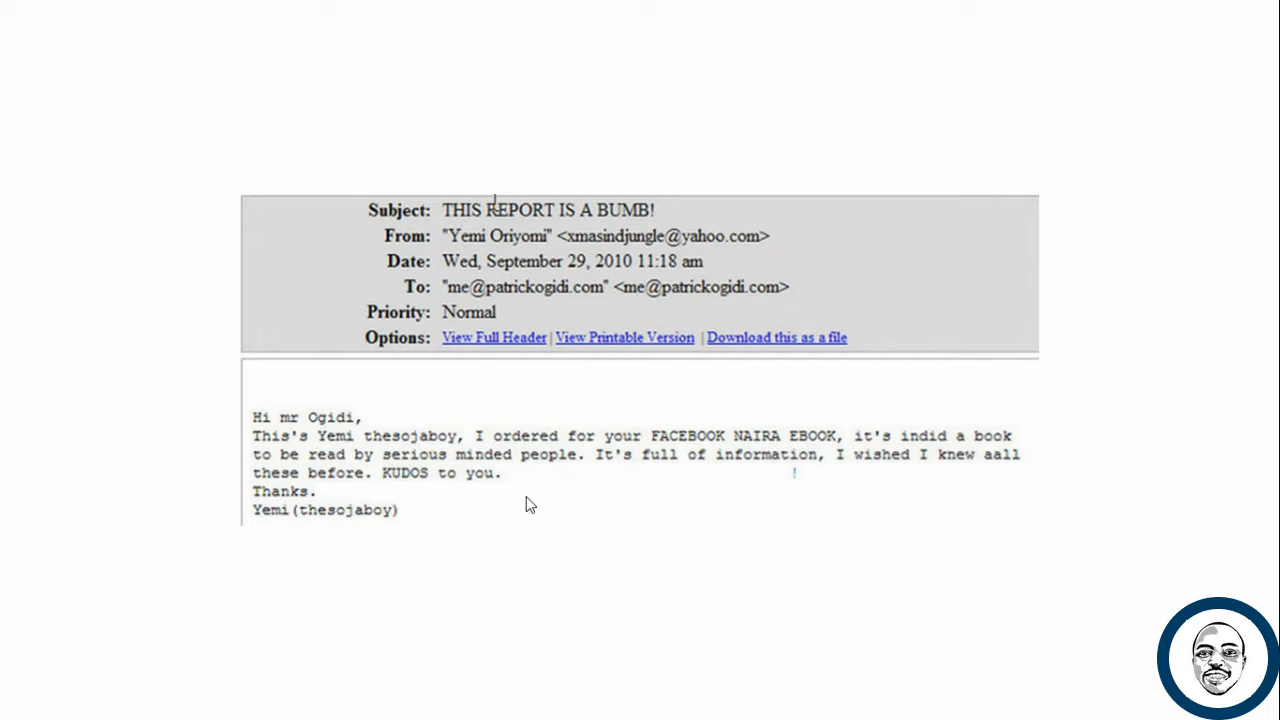 Subject: THIS REPORT IS A BUMB!
From: "Yemi Oriyomi" <xmasindjungle@yahoo.com>
Date: Wed, September 29, 2010 11:18 am
To: "me@patrickogidi.com" <me@patrickogidi.com>
Priority: Normal
Options: View Full Header | View Printable Version | Download this as a file
Hi mr Ogidi,
This's Yemi thesojaboy, I ordered for your FACEBOOK NAIRA EBOOK, it's indid a book
to be read by serious minded people. It's full of information, I wished I knew aall
these before. KUDOS to you. !
Thanks.
Yemi(thesojaboy)